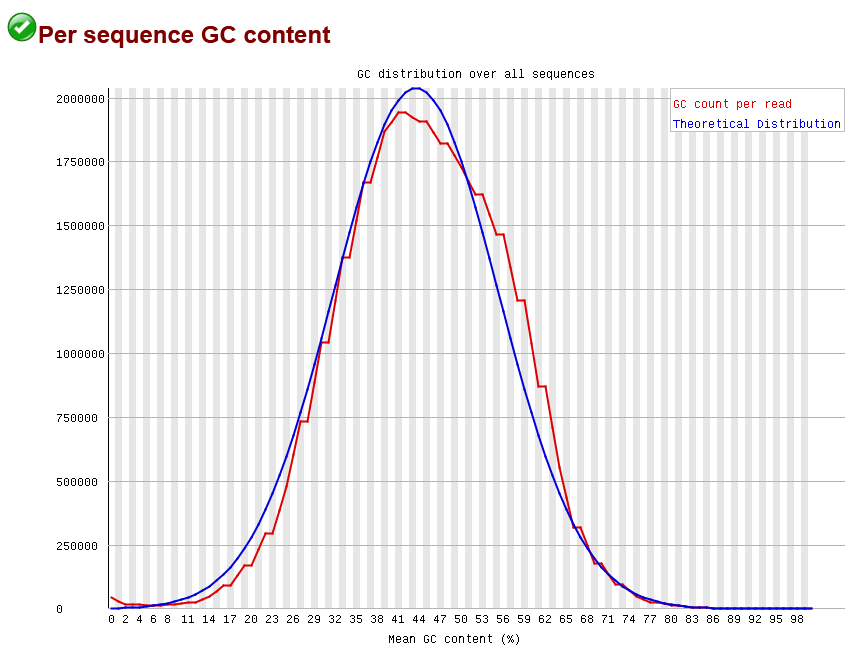 Per sequence GC content
GC distribution over all sequences
GC count per read
Theoretical Distribution
2000000
1750000
1500000
1250000
1000000
750000
500000
250000
0
0 2 4 6 8 11 14 17 20 23 26 29 32 35 38 41 44 47 50 53 56 59 62 65 68 71 74 77 80 83 86 89 92 95 98
Mean GC content (%)